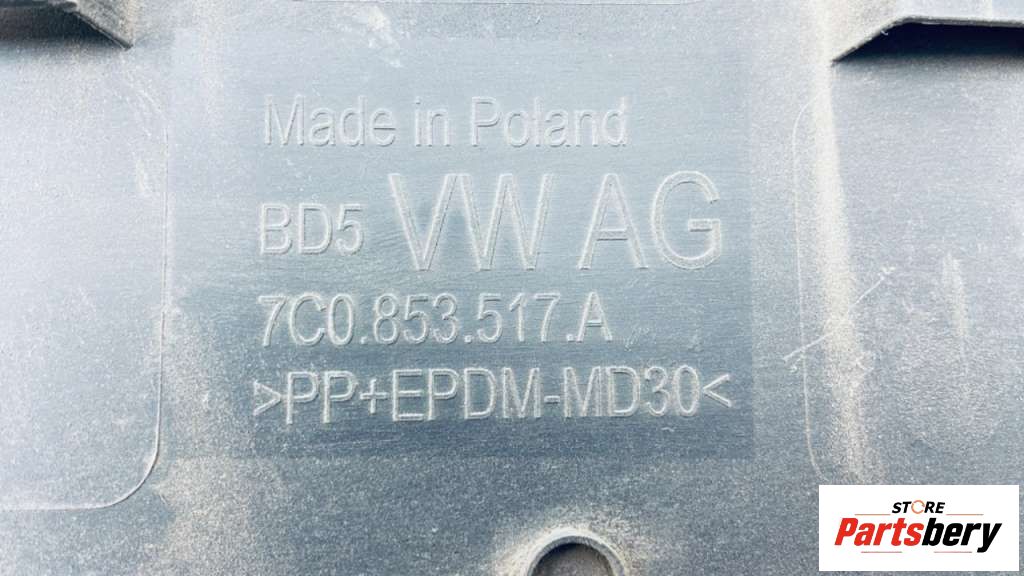 Made in Poland
BD5 VW AG
7C0.853.517.A
>PP+EPDM-MD30<
STORE
Partsbery